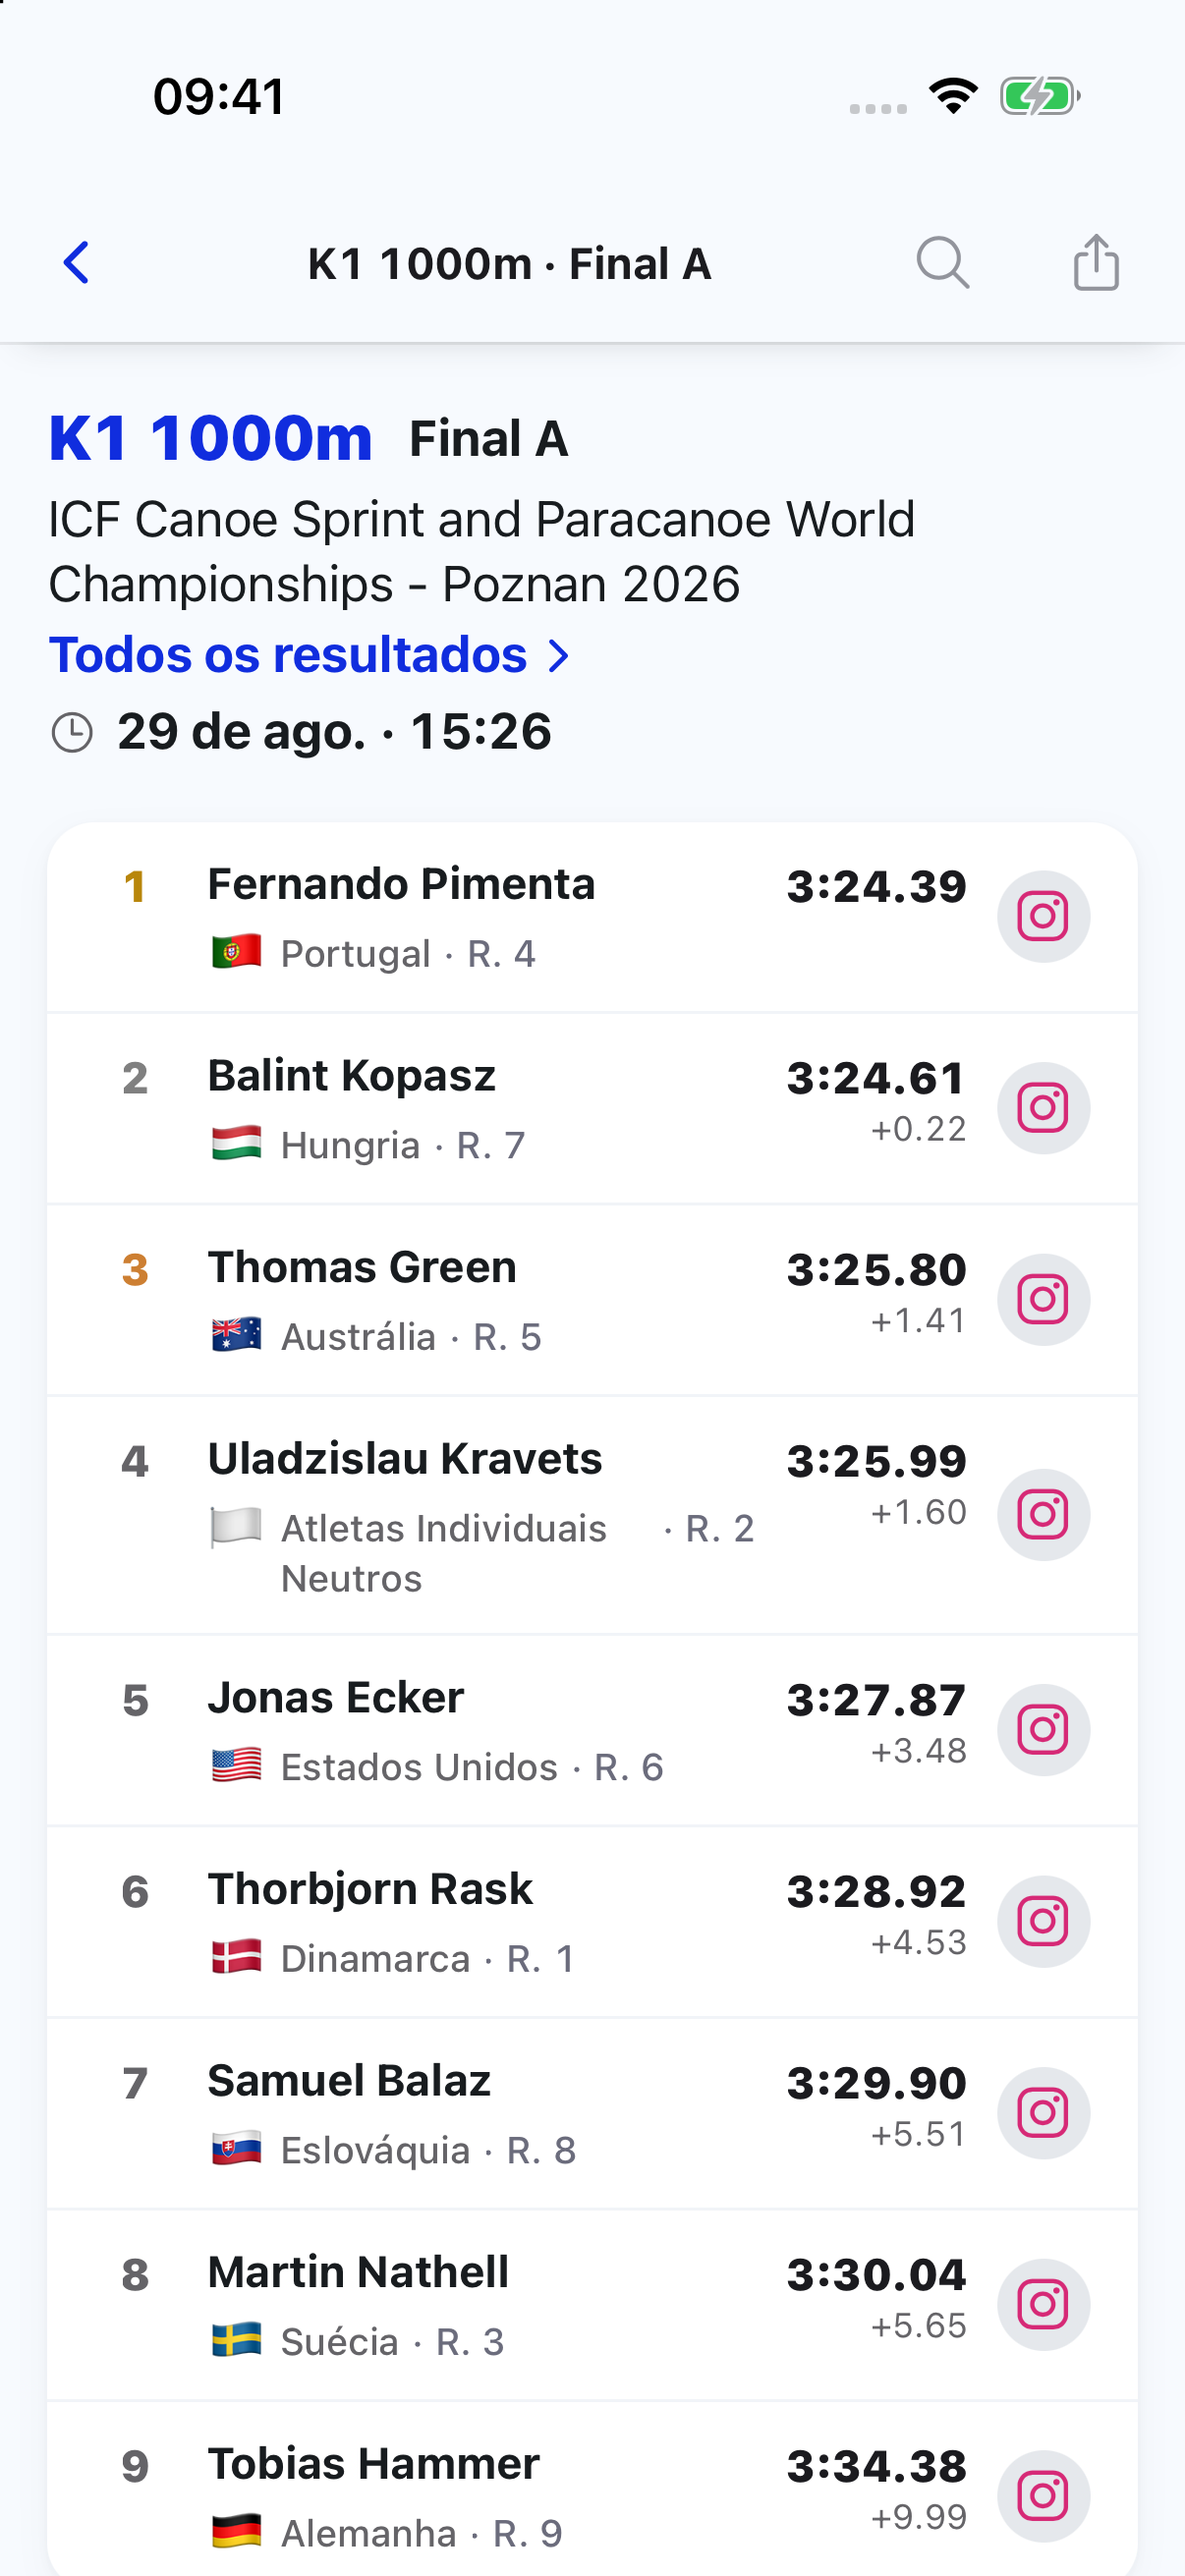 09:41
K1 1000m · Final A
K1 1000m Final A
ICF Canoe Sprint and Paracanoe World
Championships - Poznan 2026
Todos os resultados
29 de ago. · 15:26
1 Fernando Pimenta 3:24.39
Portugal · R. 4
2 Balint Kopasz 3:24.61
Hungria · R. 7 +0.22
3 Thomas Green 3:25.80
Austrália · R. 5 +1.41
4 Uladzislau Kravets 3:25.99
Atletas Individuais · R. 2 +1.60
Neutros
5 Jonas Ecker 3:27.87
Estados Unidos · R. 6 +3.48
6 Thorbjorn Rask 3:28.92
Dinamarca · R. 1 +4.53
7 Samuel Balaz 3:29.90
Eslováquia · R. 8 +5.51
8 Martin Nathell 3:30.04
Suécia · R. 3 +5.65
9 Tobias Hammer 3:34.38
Alemanha · R. 9 +9.99